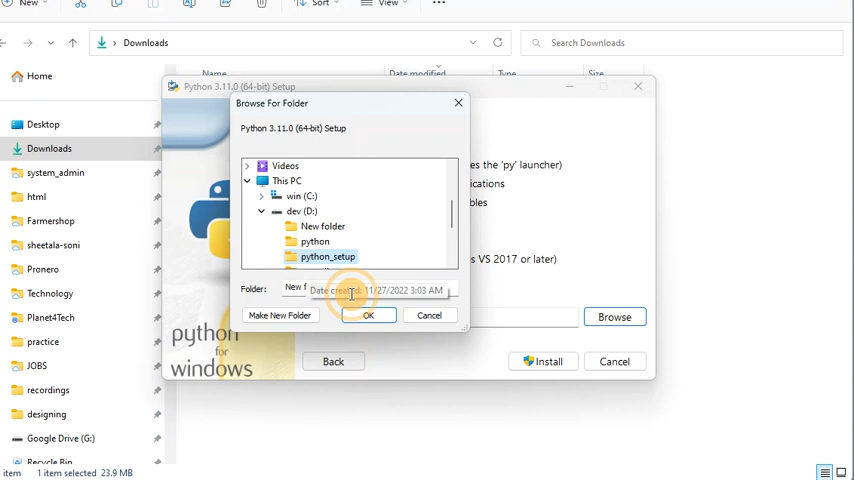 New
Sort
View
Downloads
Search Downloads
Home
Name
Date modified
Type
Size
Python 3.11.0 (64-bit) Setup
Browse For Folder
Python 3.11.0 (64-bit) Setup
Desktop
Downloads
system_admin
html
Farmershop
sheetala-soni
Pronero
Technology
Planet4Tech
practice
JOBS
recordings
designing
Google Drive (G:)
Recycle Bin
Videos
This PC
win (C:)
dev (D:)
New folder
python
python_setup
es the 'py' launcher)
ications
bles
VS 2017 or later)
Folder:
New f
Date created: 11/27/2022 3:03 AM
Make New Folder
OK
Cancel
Browse
python
for
windows
Back
Install
Cancel
item
1 item selected 23.9 MB